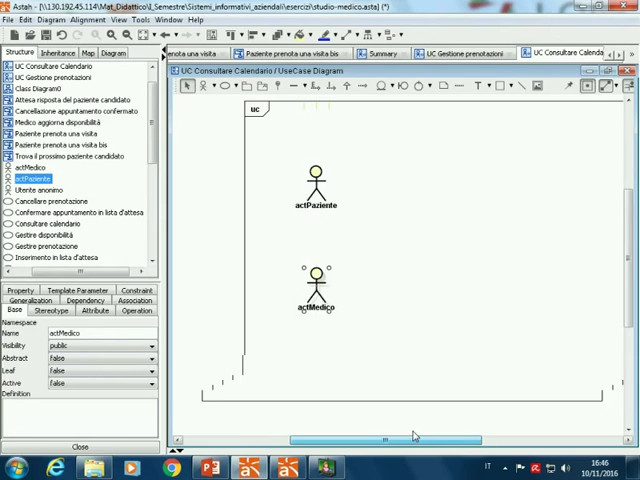 Astah - [\\130.192.45.114\Mat_Didattico\I_Semestre\Sistemi_informativi_aziendali\esercizi\studio-medico.asta] (*)
File Edit Diagram Alignment View Tool Window Help
Structure Inheritance Map Diagram
UC Consultare Calendario
UC Gestione prenotazioni
Class Diagram0
Attesa risposta del paziente candidato
Cancellazione appuntamento confermato
Medico aggiorna disponibilità
Paziente prenota una visita
Paziente prenota una visita bis
Trova il prossimo paziente candidato
actMedico
actPaziente
Utente anonimo
Cancellare prenotazione
Confermare appuntamento in lista d'attesa
Consultare calendario
Gestire disponibilità
Gestire prenotazione
Inserimento in lista d'attesa
Property Template Parameter Constraint
Generalization Dependency Association
Base Stereotype Attribute Operation
Namespace
Name actMedico
Visibility public
Abstract false
Leaf false
Active false
Definition
Close
enota una visita Paziente prenota una visita bis Summary UC Gestione prenotazioni UC Consultare Calenda
UC Consultare Calendario / UseCase Diagram
T
uc
actPaziente
actMedico
IT
16:46
10/11/2016